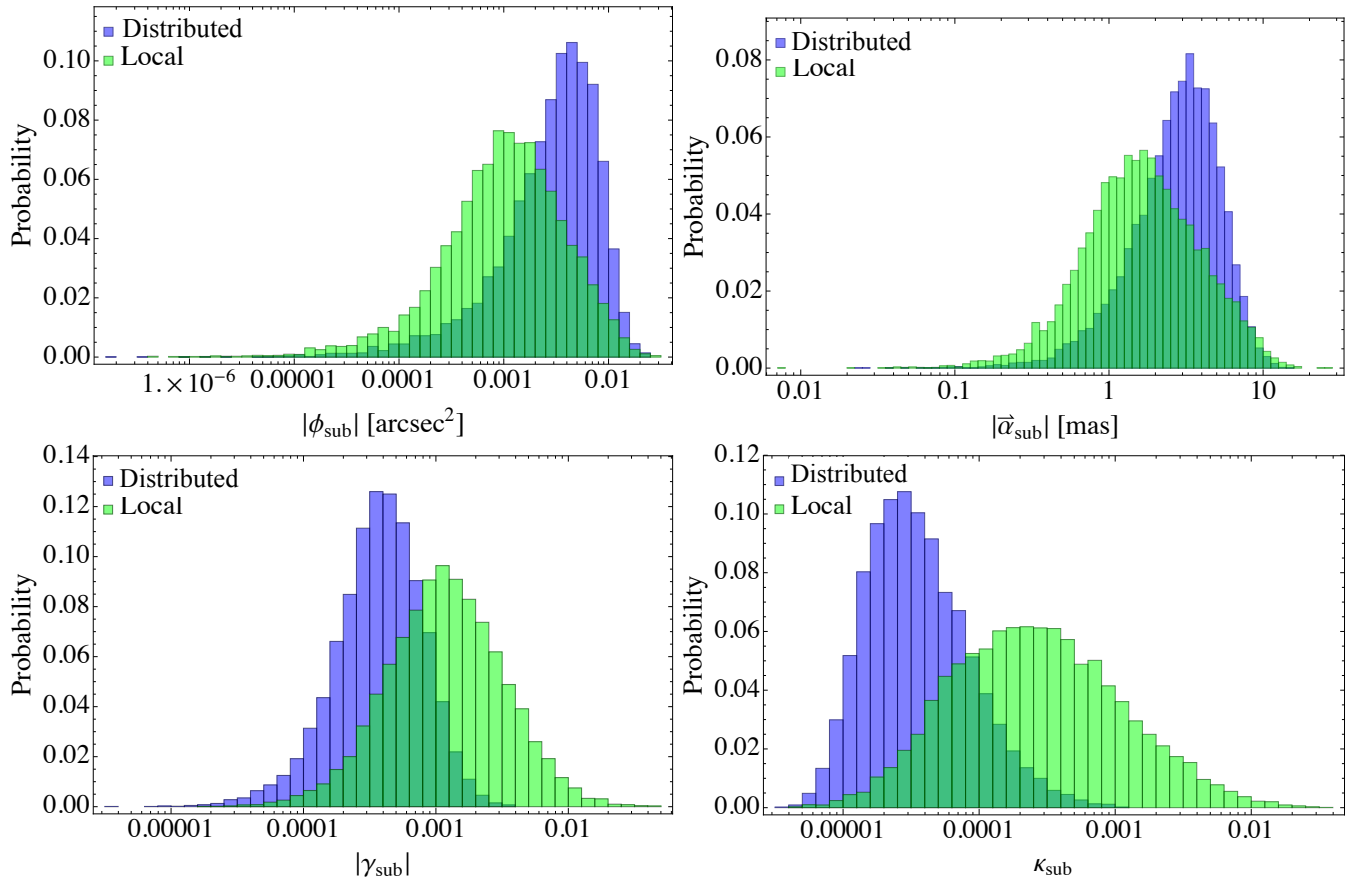 Distributed
Local
0.10
0.08
0.06
0.04
0.02
0.00
Probability
1.×10⁻⁶ 0.00001 0.0001 0.001 0.01
|ϕsub| [arcsec²]
Distributed
Local
0.08
0.06
0.04
0.02
0.00
Probability
0.01 0.1 1 10
|α⃗sub| [mas]
Distributed
Local
0.14
0.12
0.10
0.08
0.06
0.04
0.02
0.00
Probability
0.00001 0.0001 0.001 0.01
|γsub|
Distributed
Local
0.12
0.10
0.08
0.06
0.04
0.02
0.00
Probability
0.00001 0.0001 0.001 0.01
κsub